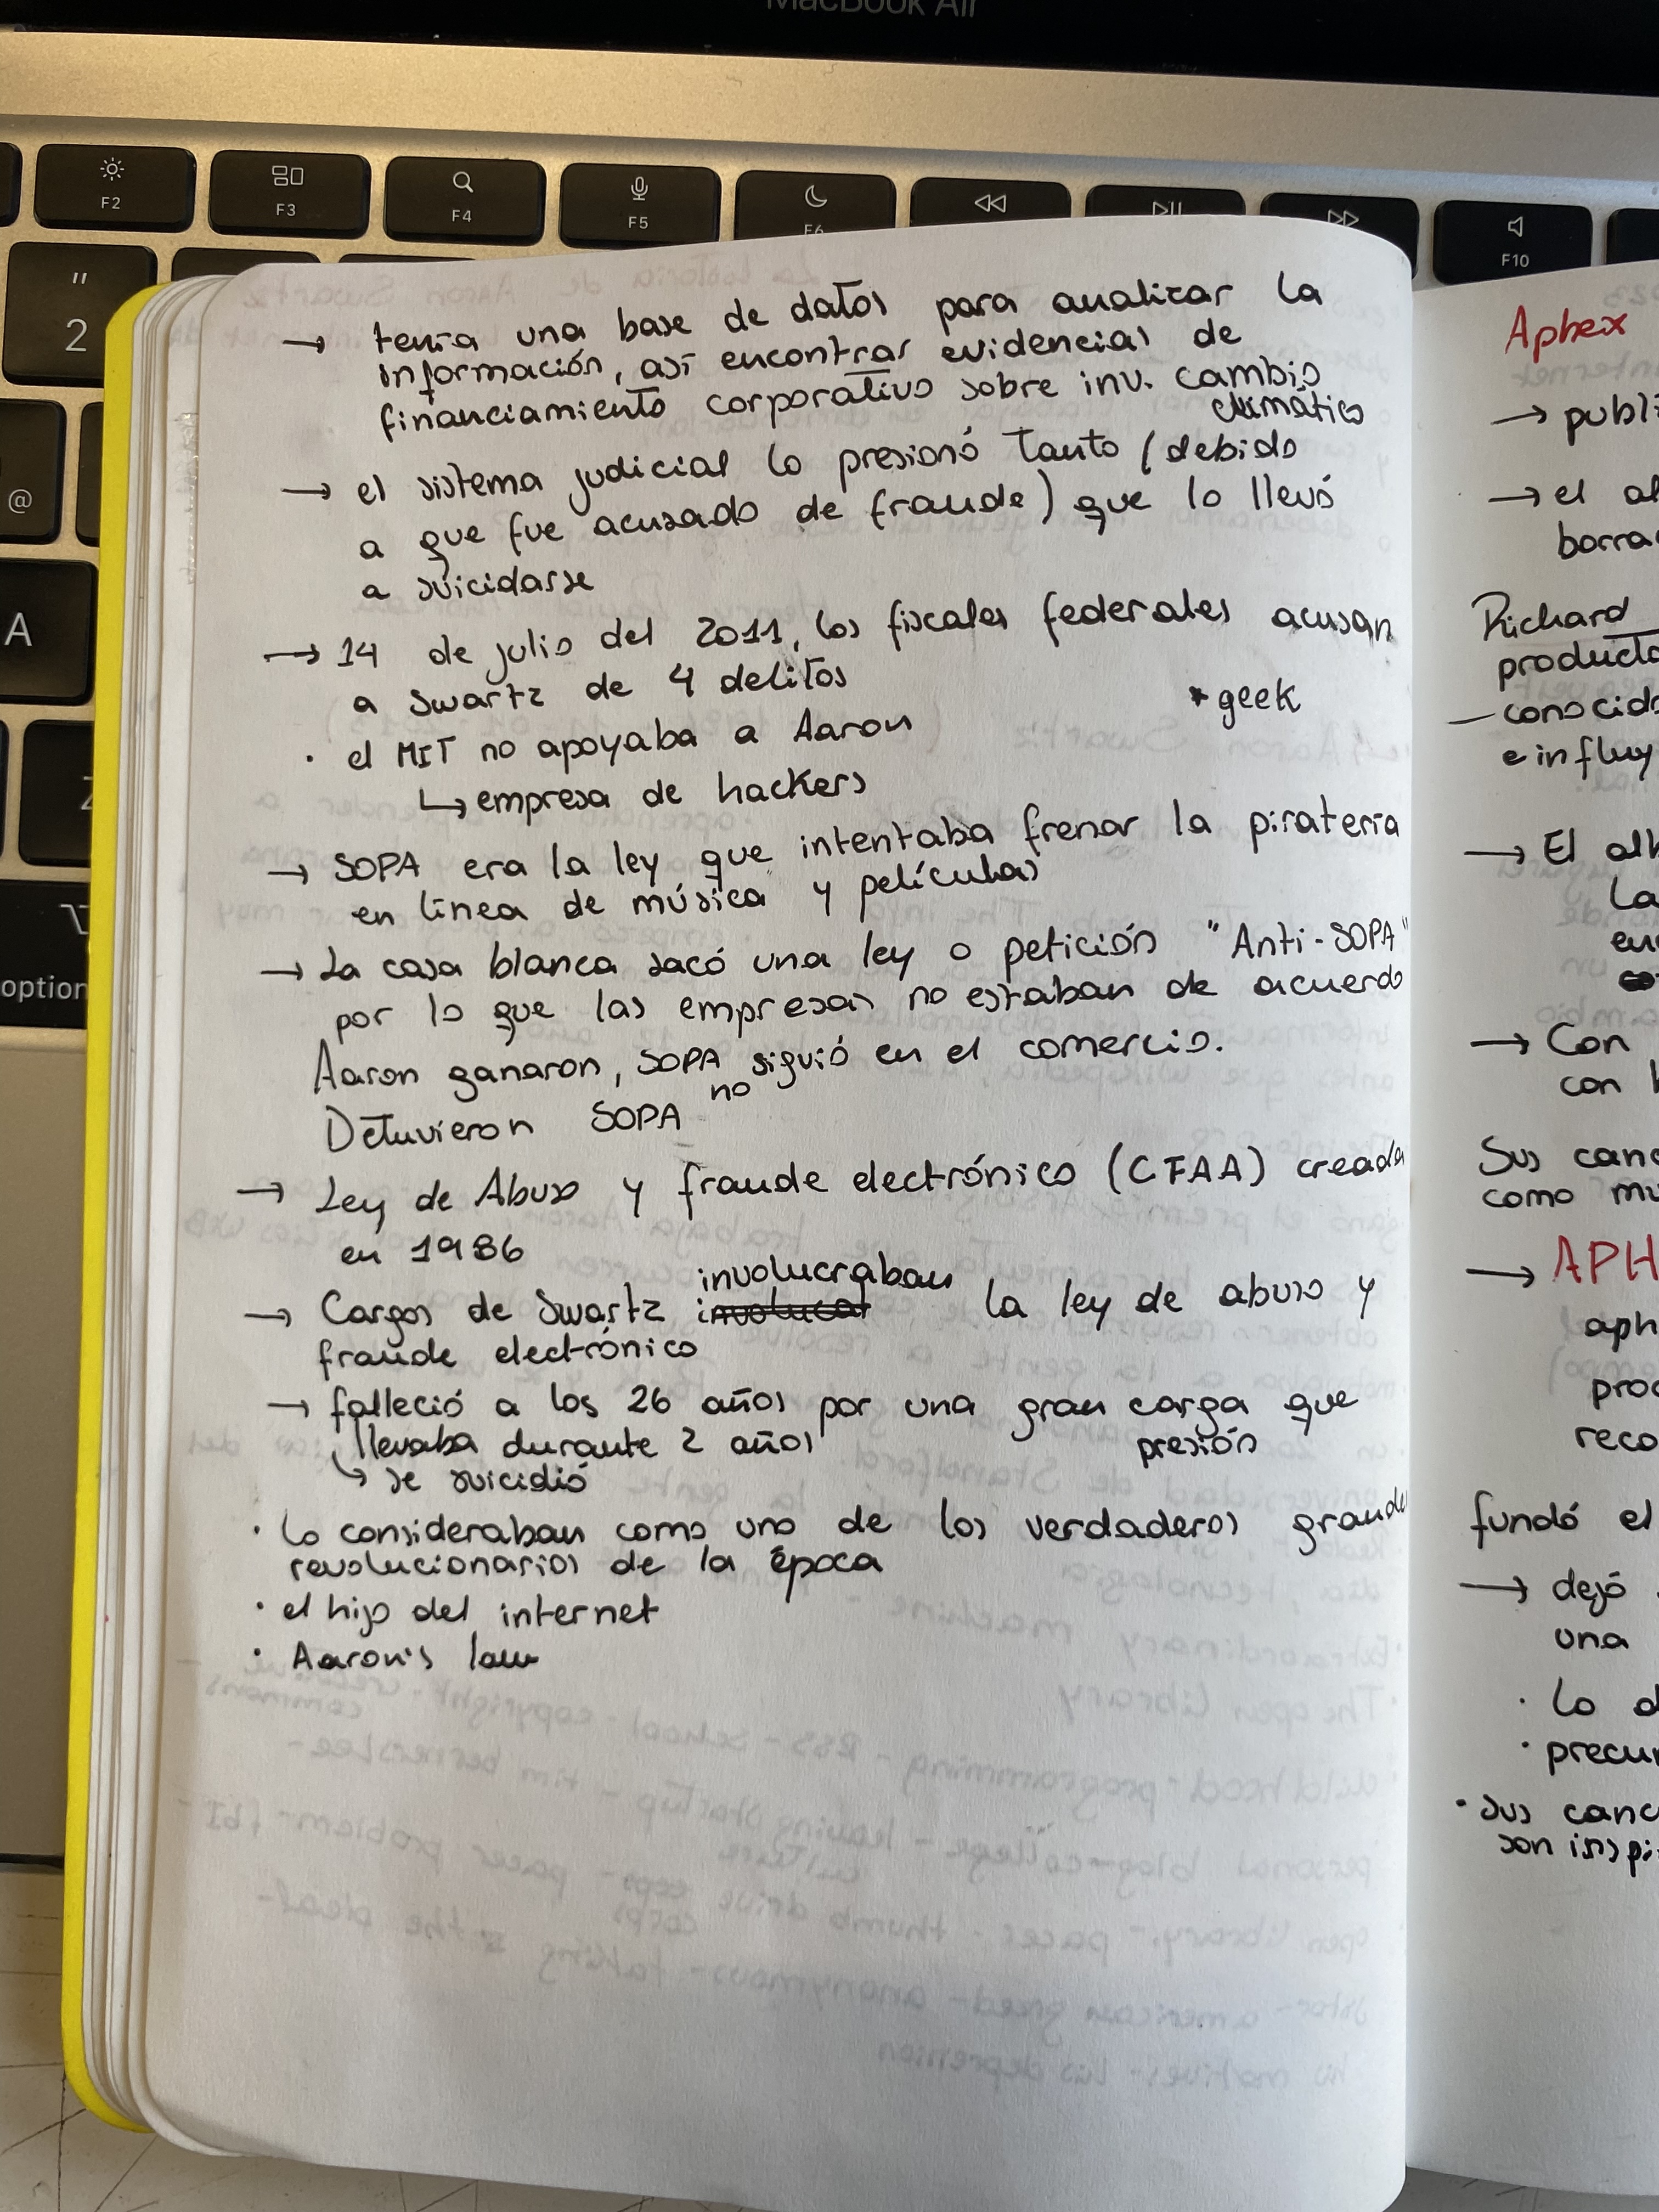 MacBook Air
F2 F3 F4 F5 F6 F10
"
2
@
A
Z
option
→ tenía una base de datos para analizar la
información, así encontrar evidencias de
financiamiento corporativo sobre inv. cambio
climático
→ el sistema judicial lo presionó tanto (debido
a que fue acusado de fraude) que lo llevó
a suicidarse
→ 14 de julio del 2011, los fiscales federales acusan
a Swartz de 4 delitos
* geek
· el MIT no apoyaba a Aaron
↳ empresa de hackers
→ SOPA era la ley que intentaba frenar la piratería
en línea de música y películas
→ La casa blanca sacó una ley o petición "Anti-SOPA"
por lo que las empresas no estaban de acuerdo
Aaron ganaron, SOPA no siguió en el comercio.
Detuvieron SOPA
→ Ley de Abuso y fraude electrónico (CFAA) creada
en 1986
→ Cargos de Swartz involucraban la ley de abuso y
fraude electrónico
→ falleció a los 26 años por una gran carga que
llevaba durante 2 años presión
↳ se suicidió
· lo consideraban como uno de los verdaderos grandes
revolucionarios de la época
· el hijo del internet
· Aaron's law
Aphex
→ publi
→ el al
borra
Richard
producto
— conocido
e influy
→ El alb
La
en
→ Con
con
Sus canc
como mú
→ APH
aph
proc
reco
fundó el
→ dejó
una
· lo d
· precur
· sus canc
son inspi